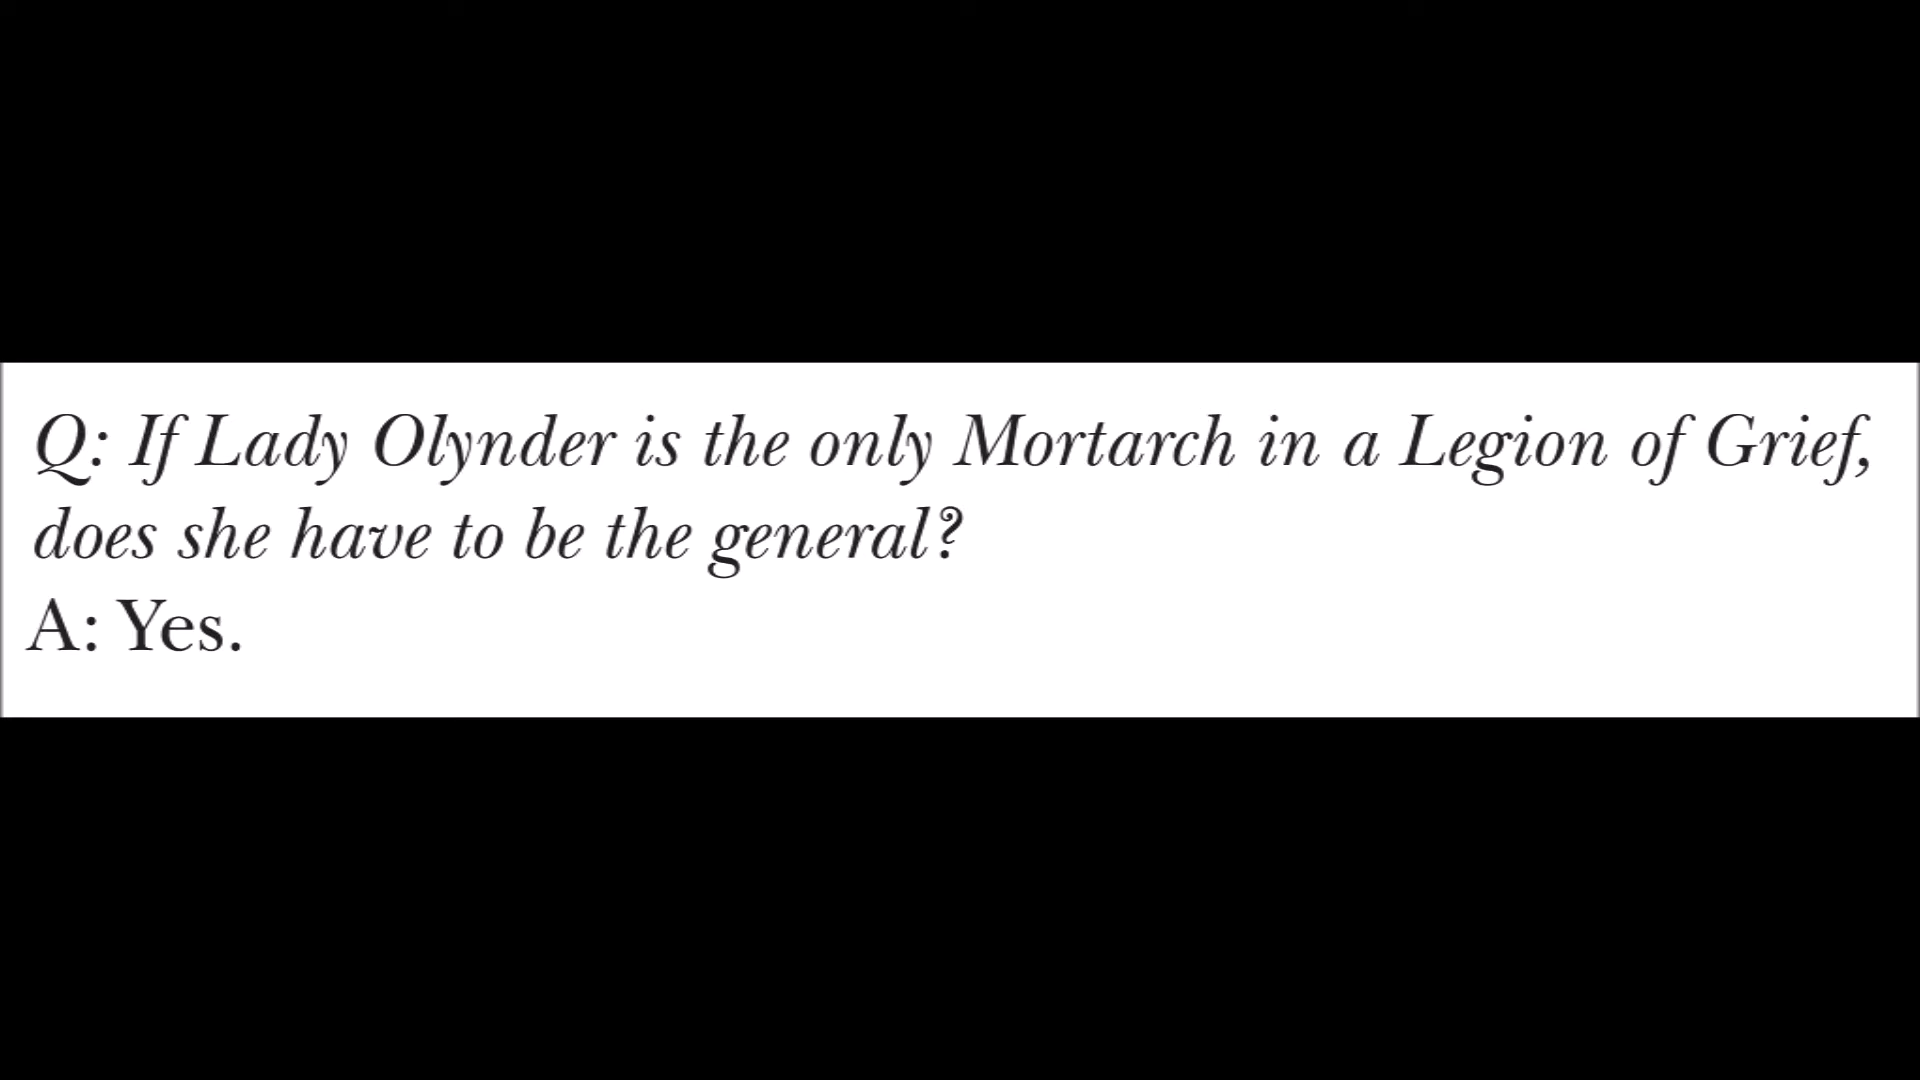 Q: If Lady Olynder is the only Mortarch in a Legion of Grief,
does she have to be the general?
A: Yes.